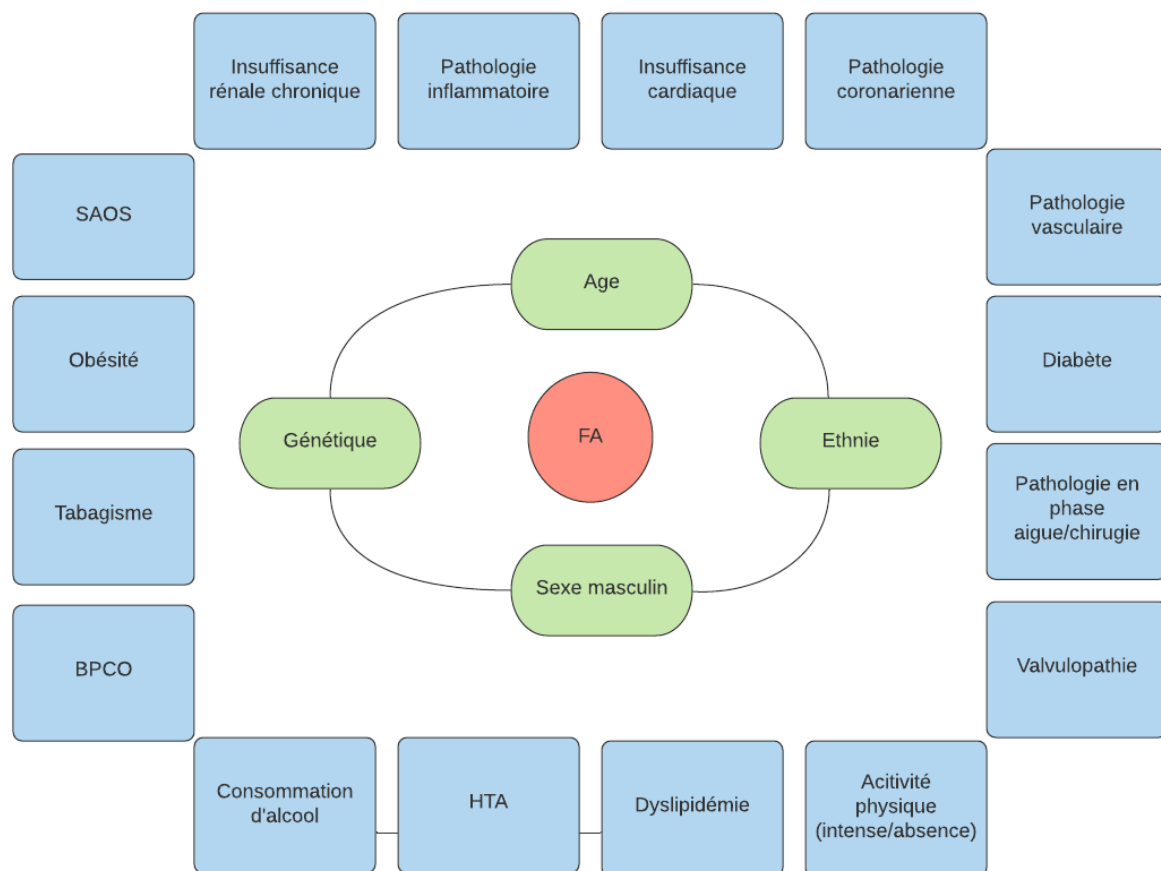 Insuffisance
rénale chronique
Pathologie
inflammatoire
Insuffisance
cardiaque
Pathologie
coronarienne
SAOS
Pathologie
vasculaire
Age
Obésité
Diabète
Génétique
FA
Ethnie
Tabagisme
Pathologie en
phase
aigue/chirugie
Sexe masculin
BPCO
Valvulopathie
Consommation
d'alcool
HTA
Dyslipidémie
Acitivité
physique
(intense/absence)